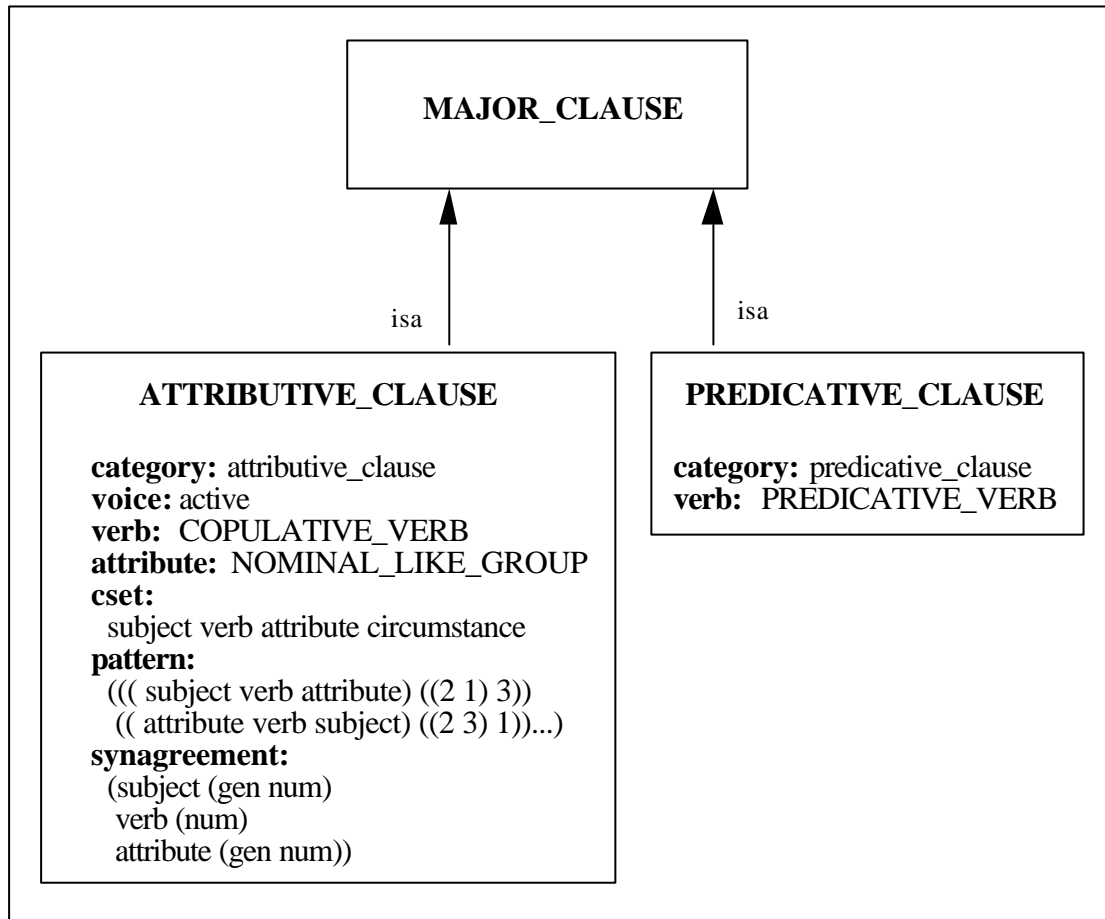 MAJOR_CLAUSE
isa
isa
ATTRIBUTIVE_CLAUSE
category: attributive_clause
voice: active
verb: COPULATIVE_VERB
attribute: NOMINAL_LIKE_GROUP
cset:
subject verb attribute circumstance
pattern:
((( subject verb attribute) ((2 1) 3))
(( attribute verb subject) ((2 3) 1))...)
synagreement:
(subject (gen num)
verb (num)
attribute (gen num))
PREDICATIVE_CLAUSE
category: predicative_clause
verb: PREDICATIVE_VERB